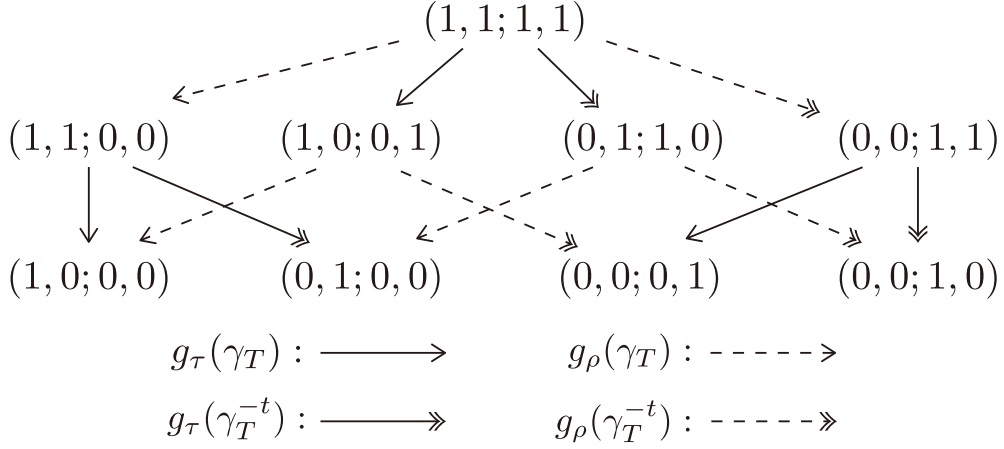 (1, 1; 1, 1)
(1, 1; 0, 0) (1, 0; 0, 1) (0, 1; 1, 0) (0, 0; 1, 1)
(1, 0; 0, 0) (0, 1; 0, 0) (0, 0; 0, 1) (0, 0; 1, 0)
g_τ(γ_T) : g_ρ(γ_T) :
g_τ(γ_T^{-t}) : g_ρ(γ_T^{-t}) :